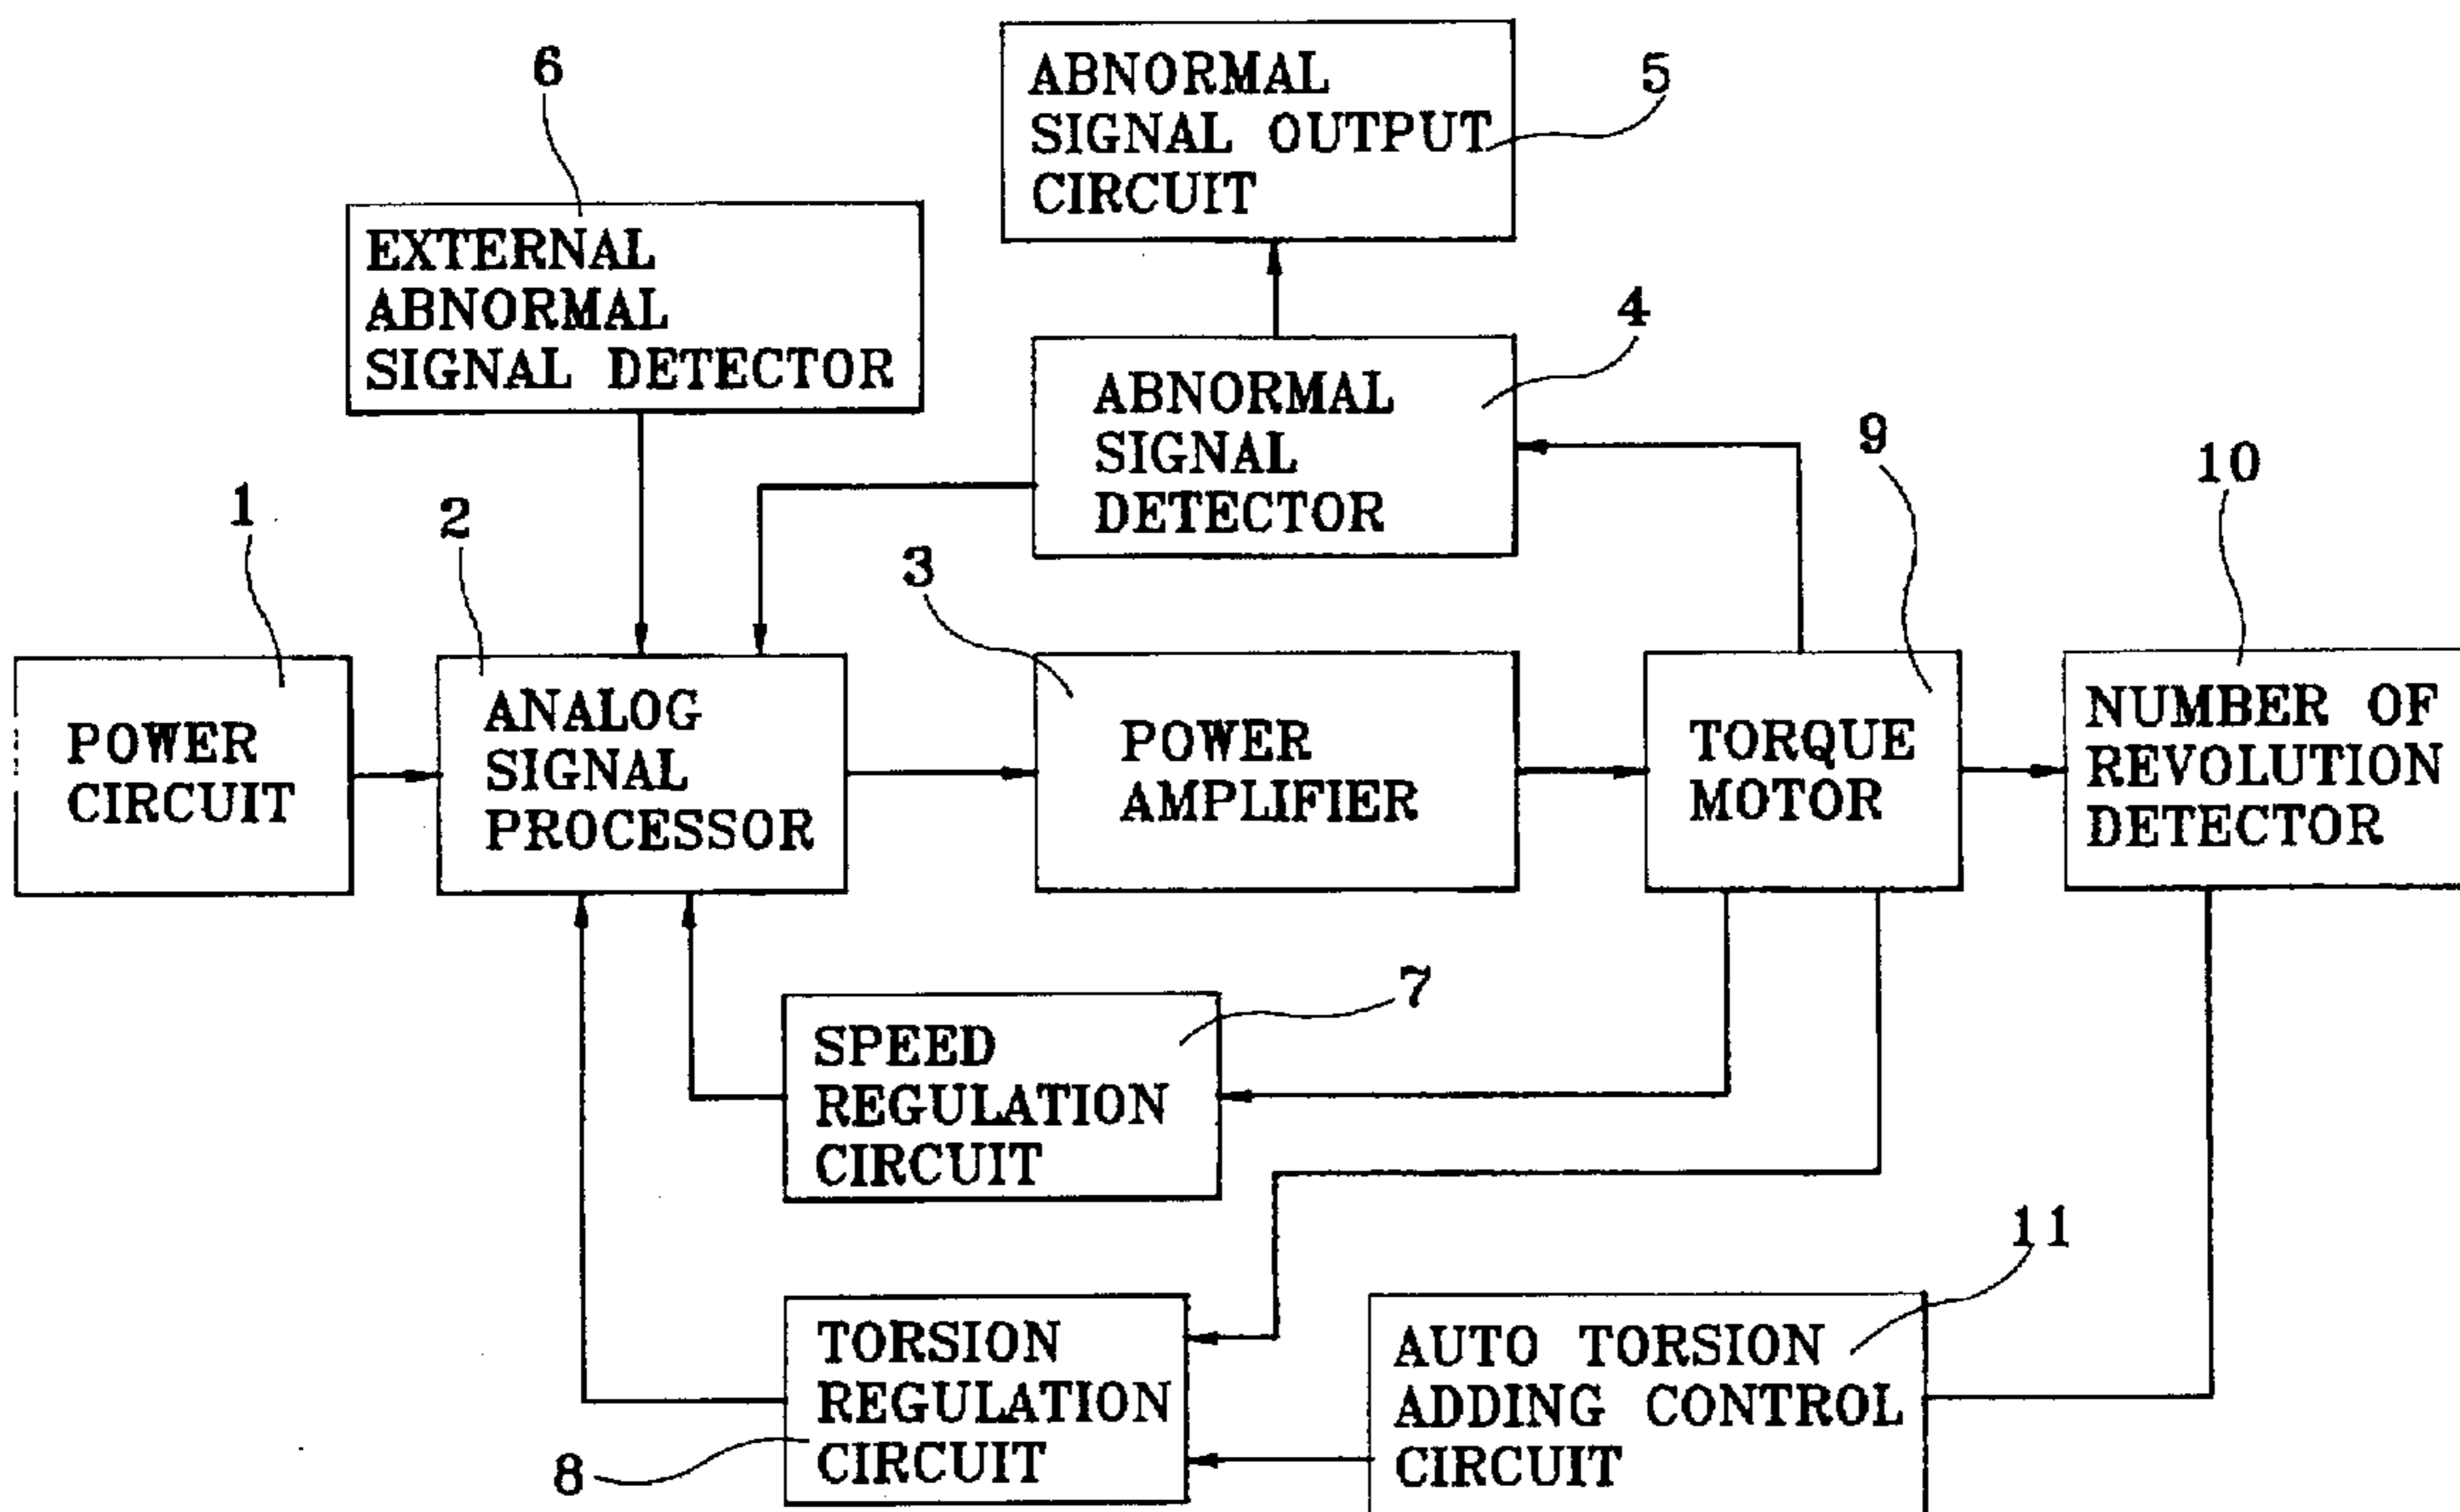 6
ABNORMAL
SIGNAL OUTPUT
CIRCUIT
5
EXTERNAL
ABNORMAL
SIGNAL DETECTOR
4
ABNORMAL
SIGNAL
DETECTOR
9
10
1
2
3
POWER
CIRCUIT
ANALOG
SIGNAL
PROCESSOR
POWER
AMPLIFIER
TORQUE
MOTOR
NUMBER OF
REVOLUTION
DETECTOR
7
SPEED
REGULATION
CIRCUIT
11
TORSION
REGULATION
CIRCUIT
8
AUTO TORSION
ADDING CONTROL
CIRCUIT